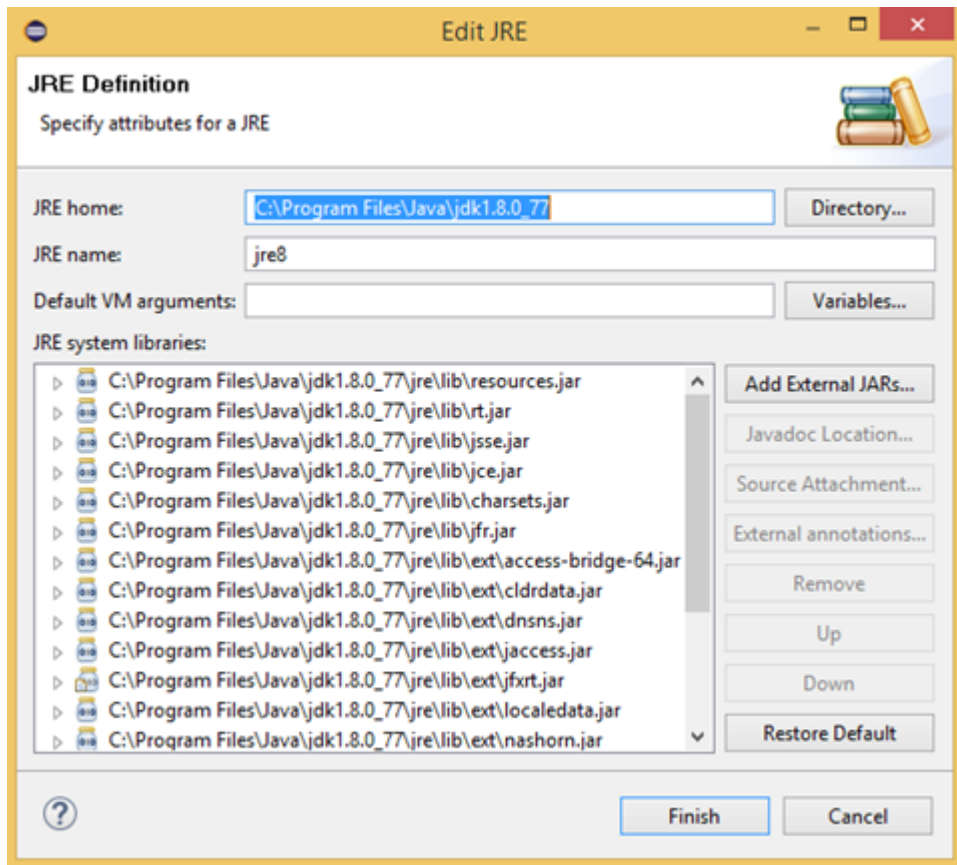 Edit JRE
JRE Definition
Specify attributes for a JRE
JRE home: C:\Program Files\Java\jdk1.8.0_77 Directory...
JRE name: jre8
Default VM arguments: Variables...
JRE system libraries:
C:\Program Files\Java\jdk1.8.0_77\jre\lib\resources.jar
C:\Program Files\Java\jdk1.8.0_77\jre\lib\rt.jar
C:\Program Files\Java\jdk1.8.0_77\jre\lib\jsse.jar
C:\Program Files\Java\jdk1.8.0_77\jre\lib\jce.jar
C:\Program Files\Java\jdk1.8.0_77\jre\lib\charsets.jar
C:\Program Files\Java\jdk1.8.0_77\jre\lib\jfr.jar
C:\Program Files\Java\jdk1.8.0_77\jre\lib\ext\access-bridge-64.jar
C:\Program Files\Java\jdk1.8.0_77\jre\lib\ext\cldrdata.jar
C:\Program Files\Java\jdk1.8.0_77\jre\lib\ext\dnsns.jar
C:\Program Files\Java\jdk1.8.0_77\jre\lib\ext\jaccess.jar
C:\Program Files\Java\jdk1.8.0_77\jre\lib\ext\jfxrt.jar
C:\Program Files\Java\jdk1.8.0_77\jre\lib\ext\localedata.jar
C:\Program Files\Java\jdk1.8.0_77\jre\lib\ext\nashorn.jar
Add External JARs...
Javadoc Location...
Source Attachment...
External annotations...
Remove
Up
Down
Restore Default
? Finish Cancel